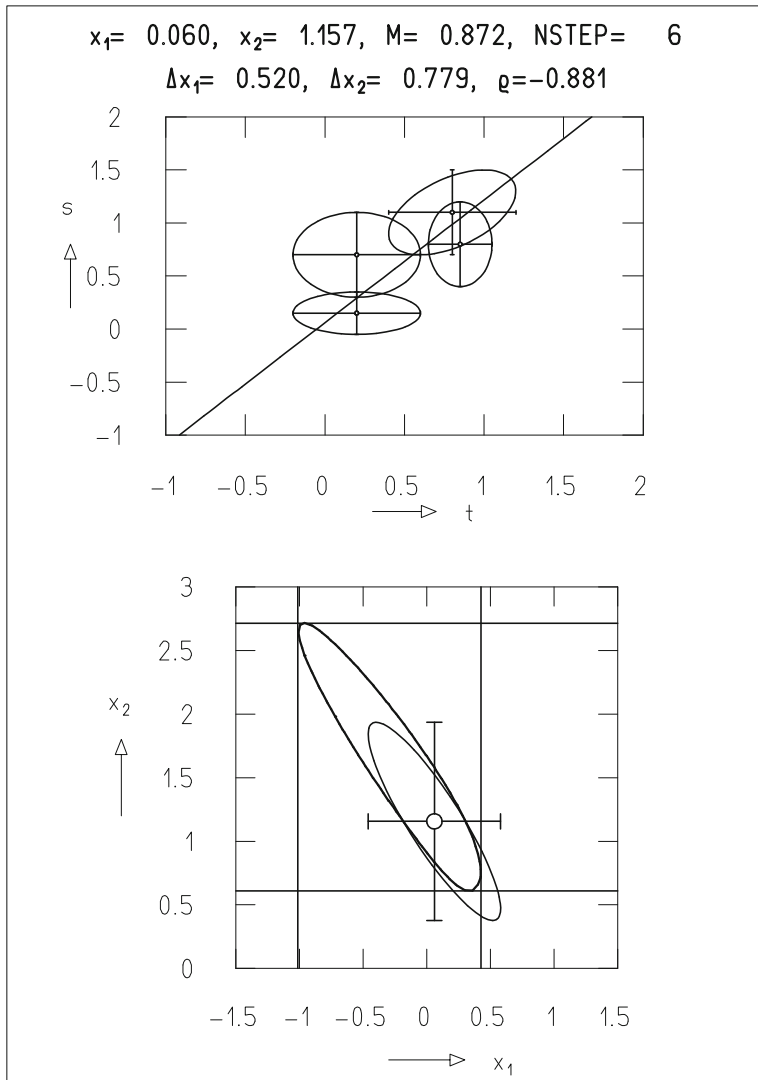 x₁= 0.060, x₂= 1.157, M= 0.872, NSTEP= 6
Δx₁= 0.520, Δx₂= 0.779, ϱ=−0.881
2
1.5
s
1
0.5
0
−0.5
−1
−1 −0.5 0 0.5 1 1.5 2
t
3
2.5
x₂
2
1.5
1
0.5
0
−1.5 −1 −0.5 0 0.5 1 1.5
x₁